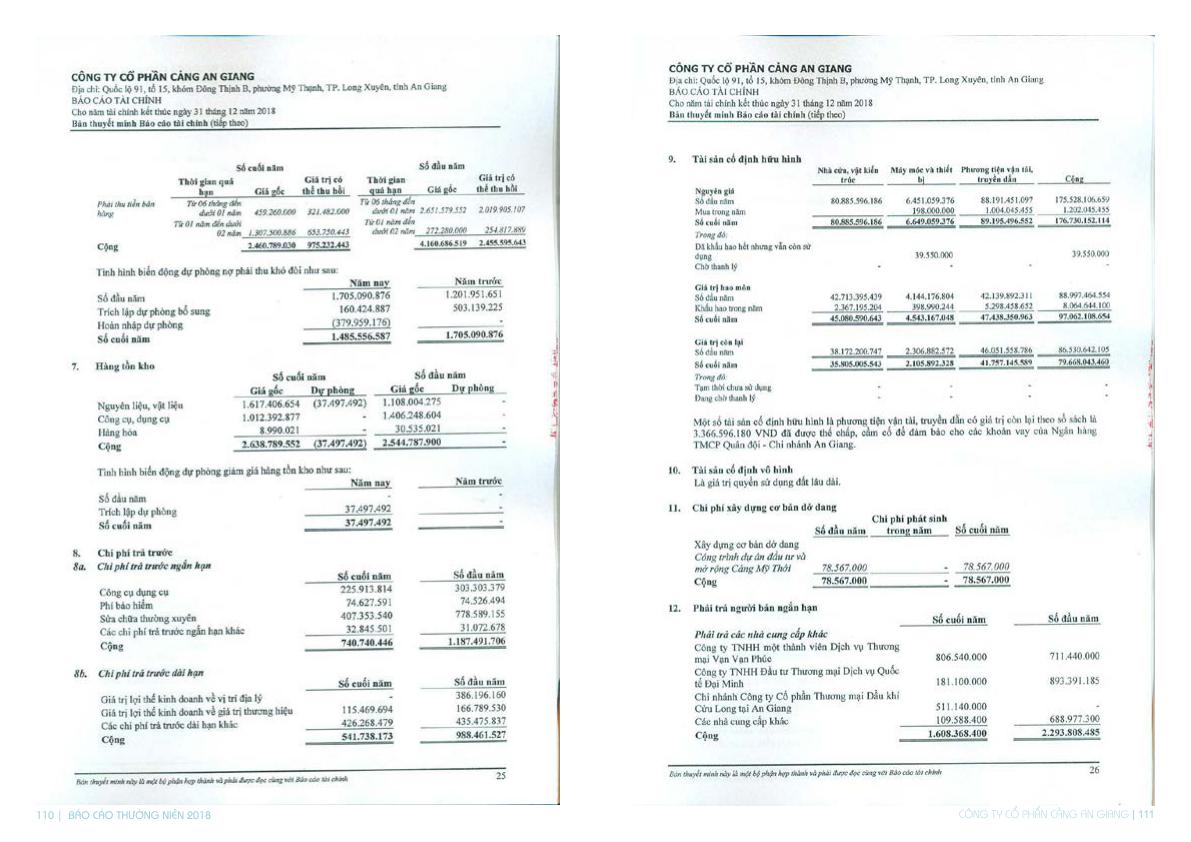 CÔNG TY CỔ PHẦN CẢNG AN GIANG
Địa chỉ: Quốc lộ 91, tổ 15, khóm Đông Thịnh B, phường Mỹ Thạnh, TP. Long Xuyên, tỉnh An Giang
BÁO CÁO TÀI CHÍNH
Cho năm tài chính kết thúc ngày 31 tháng 12 năm 2018
Bản thuyết minh Báo cáo tài chính (tiếp theo)
Số cuối năm Số đầu năm
Thời gian quá hạn Giá gốc Giá trị có thể thu hồi Thời gian quá hạn Giá gốc Giá trị có thể thu hồi
Phải thu tiền bán hàng Từ 06 tháng đến dưới 01 năm 459.260.000 321.482.000 Từ 06 tháng đến dưới 01 năm 2.651.579.552 2.019.905.107
Từ 01 năm đến dưới 02 năm 1.307.500.886 653.750.443 Từ 01 năm đến dưới 02 năm 272.280.000 254.817.889
Cộng 2.460.789.030 975.232.443 4.160.686.519 2.455.595.643
Tình hình biến động dự phòng nợ phải thu khó đòi như sau:
Năm nay Năm trước
Số đầu năm 1.705.090.876 1.201.951.651
Trích lập dự phòng bổ sung 160.424.887 503.139.225
Hoàn nhập dự phòng (379.959.176) -
Số cuối năm 1.485.556.587 1.705.090.876
7. Hàng tồn kho
Số cuối năm Số đầu năm
Giá gốc Dự phòng Giá gốc Dự phòng
Nguyên liệu, vật liệu 1.617.406.654 (37.497.492) 1.108.004.275 -
Công cụ, dụng cụ 1.012.392.877 - 1.406.248.604 -
Hàng hóa 8.990.021 - 30.535.021 -
Cộng 2.638.789.552 (37.497.492) 2.544.787.900 -
Tình hình biến động dự phòng giảm giá hàng tồn kho như sau:
Năm nay Năm trước
Số đầu năm - -
Trích lập dự phòng 37.497.492 -
Số cuối năm 37.497.492 -
8. Chi phí trả trước
8a. Chi phí trả trước ngắn hạn
Số cuối năm Số đầu năm
Công cụ dụng cụ 225.913.814 303.303.379
Phí bảo hiểm 74.627.591 74.526.494
Sửa chữa thường xuyên 407.353.540 778.589.155
Các chi phí trả trước ngắn hạn khác 32.845.501 31.072.678
Cộng 740.740.446 1.187.491.706
8b. Chi phí trả trước dài hạn
Số cuối năm Số đầu năm
Giá trị lợi thế kinh doanh về vị trí địa lý - 386.196.160
Giá trị lợi thế kinh doanh về giá trị thương hiệu 115.469.694 166.789.530
Các chi phí trả trước dài hạn khác 426.268.479 435.475.837
Cộng 541.738.173 988.461.527
Bản thuyết minh này là một bộ phận hợp thành và phải được đọc cùng với Báo cáo tài chính 25
110 | BÁO CÁO THƯỜNG NIÊN 2018
CÔNG TY CỔ PHẦN CẢNG AN GIANG
Địa chỉ: Quốc lộ 91, tổ 15, khóm Đông Thịnh B, phường Mỹ Thạnh, TP. Long Xuyên, tỉnh An Giang
BÁO CÁO TÀI CHÍNH
Cho năm tài chính kết thúc ngày 31 tháng 12 năm 2018
Bản thuyết minh Báo cáo tài chính (tiếp theo)
9. Tài sản cố định hữu hình
Nhà cửa, vật kiến trúc Máy móc và thiết bị Phương tiện vận tải, truyền dẫn Cộng
Nguyên giá
Số đầu năm 80.885.596.186 6.451.059.376 88.191.451.097 175.528.106.659
Mua trong năm 198.000.000 1.004.045.455 1.202.045.455
Số cuối năm 80.885.596.186 6.649.059.376 89.195.496.552 176.730.152.114
Trong đó:
Đã khấu hao hết nhưng vẫn còn sử dụng 39.550.000 39.550.000
Chờ thanh lý - - - -
Giá trị hao mòn
Số đầu năm 42.713.395.439 4.144.176.804 42.139.892.311 88.997.464.554
Khấu hao trong năm 2.367.195.204 398.990.244 5.298.458.652 8.064.644.100
Số cuối năm 45.080.590.643 4.543.167.048 47.438.350.963 97.062.108.654
Giá trị còn lại
Số đầu năm 38.172.200.747 2.306.882.572 46.051.558.786 86.530.642.105
Số cuối năm 35.805.005.543 2.105.892.328 41.757.145.589 79.668.043.460
Trong đó:
Tạm thời chưa sử dụng - - - -
Đang chờ thanh lý - - - -
Một số tài sản cố định hữu hình là phương tiện vận tải, truyền dẫn có giá trị còn lại theo sổ sách là
3.366.596.180 VND đã được thế chấp, cầm cố để đảm bảo cho các khoản vay của Ngân hàng
TMCP Quân đội - Chi nhánh An Giang.
10. Tài sản cố định vô hình
Là giá trị quyền sử dụng đất lâu dài.
11. Chi phí xây dựng cơ bản dở dang
Số đầu năm Chi phí phát sinh trong năm Số cuối năm
Xây dựng cơ bản dở dang
Công trình dự án đầu tư và
mở rộng Cảng Mỹ Thới 78.567.000 - 78.567.000
Cộng 78.567.000 - 78.567.000
12. Phải trả người bán ngắn hạn
Số cuối năm Số đầu năm
Phải trả các nhà cung cấp khác
Công ty TNHH một thành viên Dịch vụ Thương
mại Vạn Vạn Phúc 806.540.000 711.440.000
Công ty TNHH Đầu tư Thương mại Dịch vụ Quốc
tế Đại Minh 181.100.000 893.391.185
Chi nhánh Công ty Cổ phần Thương mại Dầu khí
Cửu Long tại An Giang 511.140.000 -
Các nhà cung cấp khác 109.588.400 688.977.300
Cộng 1.608.368.400 2.293.808.485
Bản thuyết minh này là một bộ phận hợp thành và phải được đọc cùng với Báo cáo tài chính 26
CÔNG TY CỔ PHẦN CẢNG AN GIANG | 111